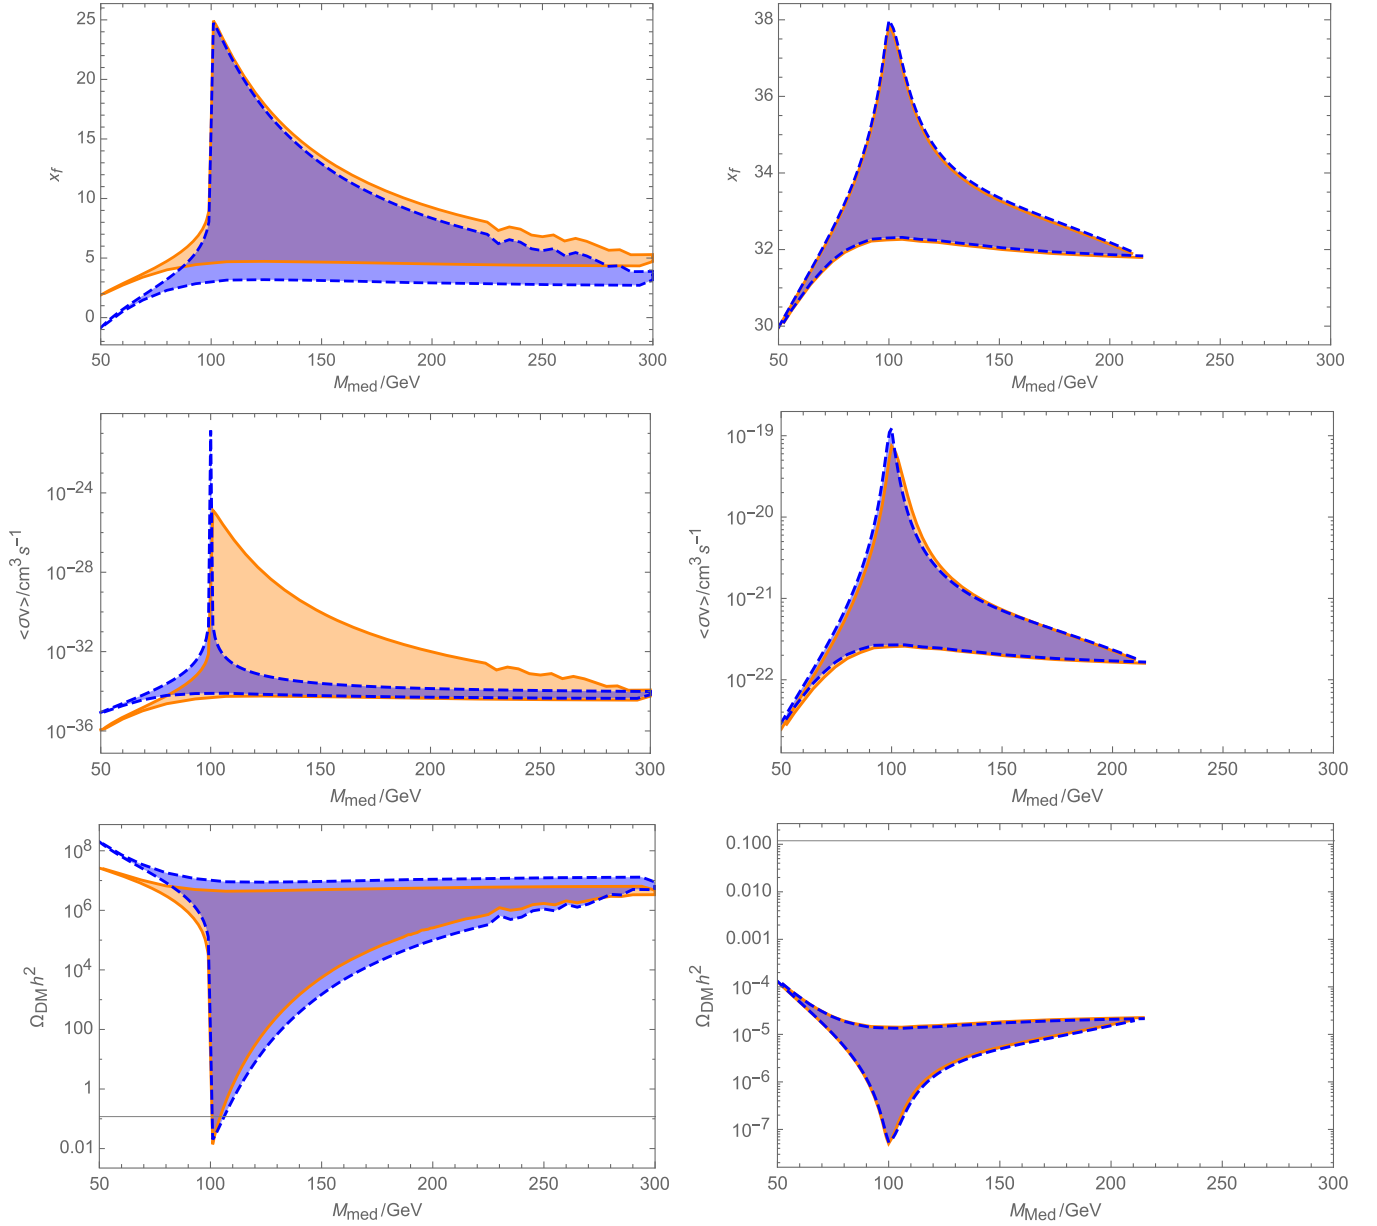 25
20
15
10
5
0
x_f
50 100 150 200 250 300
M_med/GeV
38
36
34
32
30
x_f
50 100 150 200 250 300
M_med/GeV
10^−24
10^−28
10^−32
10^−36
<σv>/cm^3 s^−1
50 100 150 200 250 300
M_med/GeV
10^−19
10^−20
10^−21
10^−22
<σv>/cm^3 s^−1
50 100 150 200 250 300
M_med/GeV
10^8
10^6
10^4
100
1
0.01
Ω_DM h^2
50 100 150 200 250 300
M_med/GeV
0.100
0.010
0.001
10^−4
10^−5
10^−6
10^−7
Ω_DM h^2
50 100 150 200 250 300
M_Med/GeV